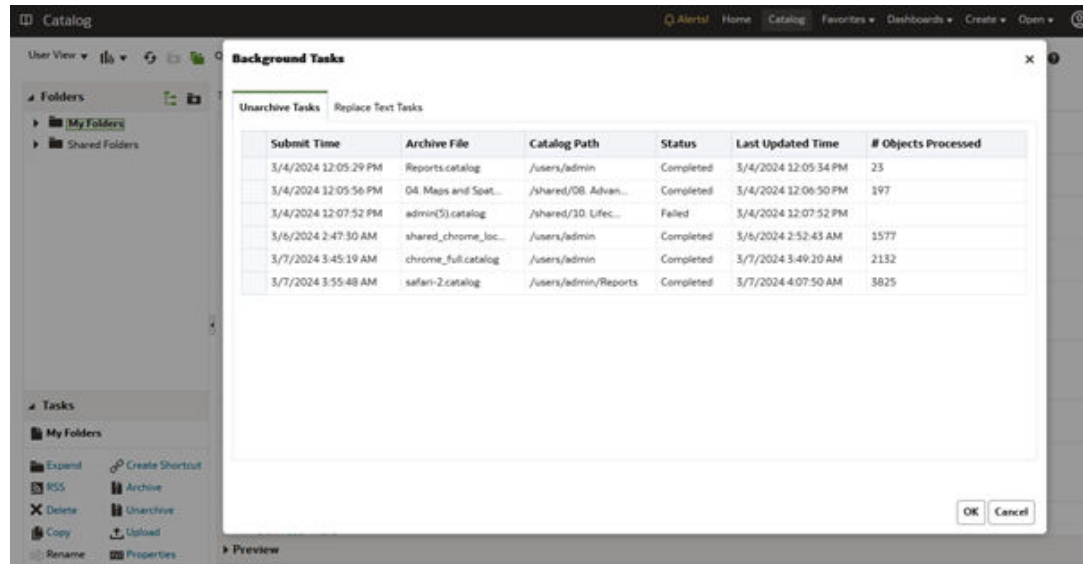 Catalog
Alerts! Home Catalog Favorites Dashboards Create Open
User View
Background Tasks
Folders
My Folders
Shared Folders
Unarchive Tasks Replace Text Tasks
Submit Time Archive File Catalog Path Status Last Updated Time # Objects Processed
3/4/2024 12:05:29 PM Reports.catalog /users/admin Completed 3/4/2024 12:05:34 PM 23
3/4/2024 12:05:56 PM 04. Maps and Spat... /shared/08. Advan... Completed 3/4/2024 12:06:50 PM 197
3/4/2024 12:07:52 PM admin(5).catalog /shared/10. Lifec... Failed 3/4/2024 12:07:52 PM
3/6/2024 2:47:30 AM shared_chrome_loc... /users/admin Completed 3/6/2024 2:52:43 AM 1577
3/7/2024 3:45:19 AM chrome_full.catalog /users/admin Completed 3/7/2024 3:49:20 AM 2132
3/7/2024 3:55:48 AM safari-2.catalog /users/admin/Reports Completed 3/7/2024 4:07:50 AM 3825
Tasks
My Folders
Expand Create Shortcut
RSS Archive
Delete Unarchive
Copy Upload
Rename Properties
OK Cancel
Preview